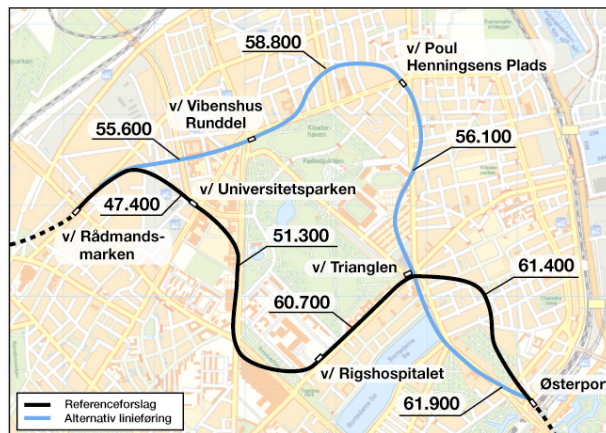 58.800
v/ Poul
Henningsens Plads
v/ Vibenshus
Runddel
55.600
56.100
v/ Universitetsparken
47.400
v/ Rådmands-
marken
51.300
v/ Trianglen
61.400
60.700
v/ Rigshospitalet
Østerport
61.900
Referenceforslag
Alternativ linieføring